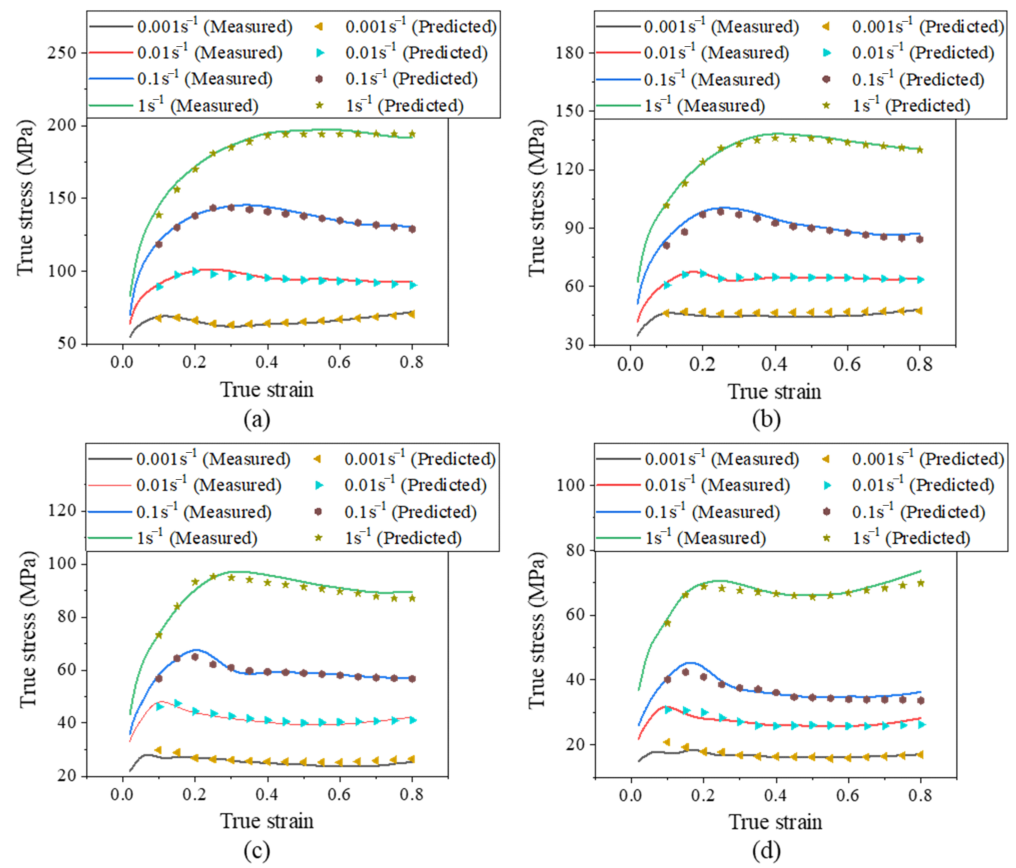 0.001s⁻¹ (Measured) 0.001s⁻¹ (Predicted)
0.01s⁻¹ (Measured) 0.01s⁻¹ (Predicted)
0.1s⁻¹ (Measured) 0.1s⁻¹ (Predicted)
1s⁻¹ (Measured) 1s⁻¹ (Predicted)
250
200
150
100
50
True stress (MPa)
0.0 0.2 0.4 0.6 0.8
True strain
(a)
0.001s⁻¹ (Measured) 0.001s⁻¹ (Predicted)
0.01s⁻¹ (Measured) 0.01s⁻¹ (Predicted)
0.1s⁻¹ (Measured) 0.1s⁻¹ (Predicted)
1s⁻¹ (Measured) 1s⁻¹ (Predicted)
180
150
120
90
60
30
True stress (MPa)
0.0 0.2 0.4 0.6 0.8
True strain
(b)
0.001s⁻¹ (Measured) 0.001s⁻¹ (Predicted)
0.01s⁻¹ (Measured) 0.01s⁻¹ (Predicted)
0.1s⁻¹ (Measured) 0.1s⁻¹ (Predicted)
1s⁻¹ (Measured) 1s⁻¹ (Predicted)
120
100
80
60
40
20
True stress (MPa)
0.0 0.2 0.4 0.6 0.8
True strain
(c)
0.001s⁻¹ (Measured) 0.001s⁻¹ (Predicted)
0.01s⁻¹ (Measured) 0.01s⁻¹ (Predicted)
0.1s⁻¹ (Measured) 0.1s⁻¹ (Predicted)
1s⁻¹ (Measured) 1s⁻¹ (Predicted)
100
80
60
40
20
True stress (MPa)
0.0 0.2 0.4 0.6 0.8
True strain
(d)